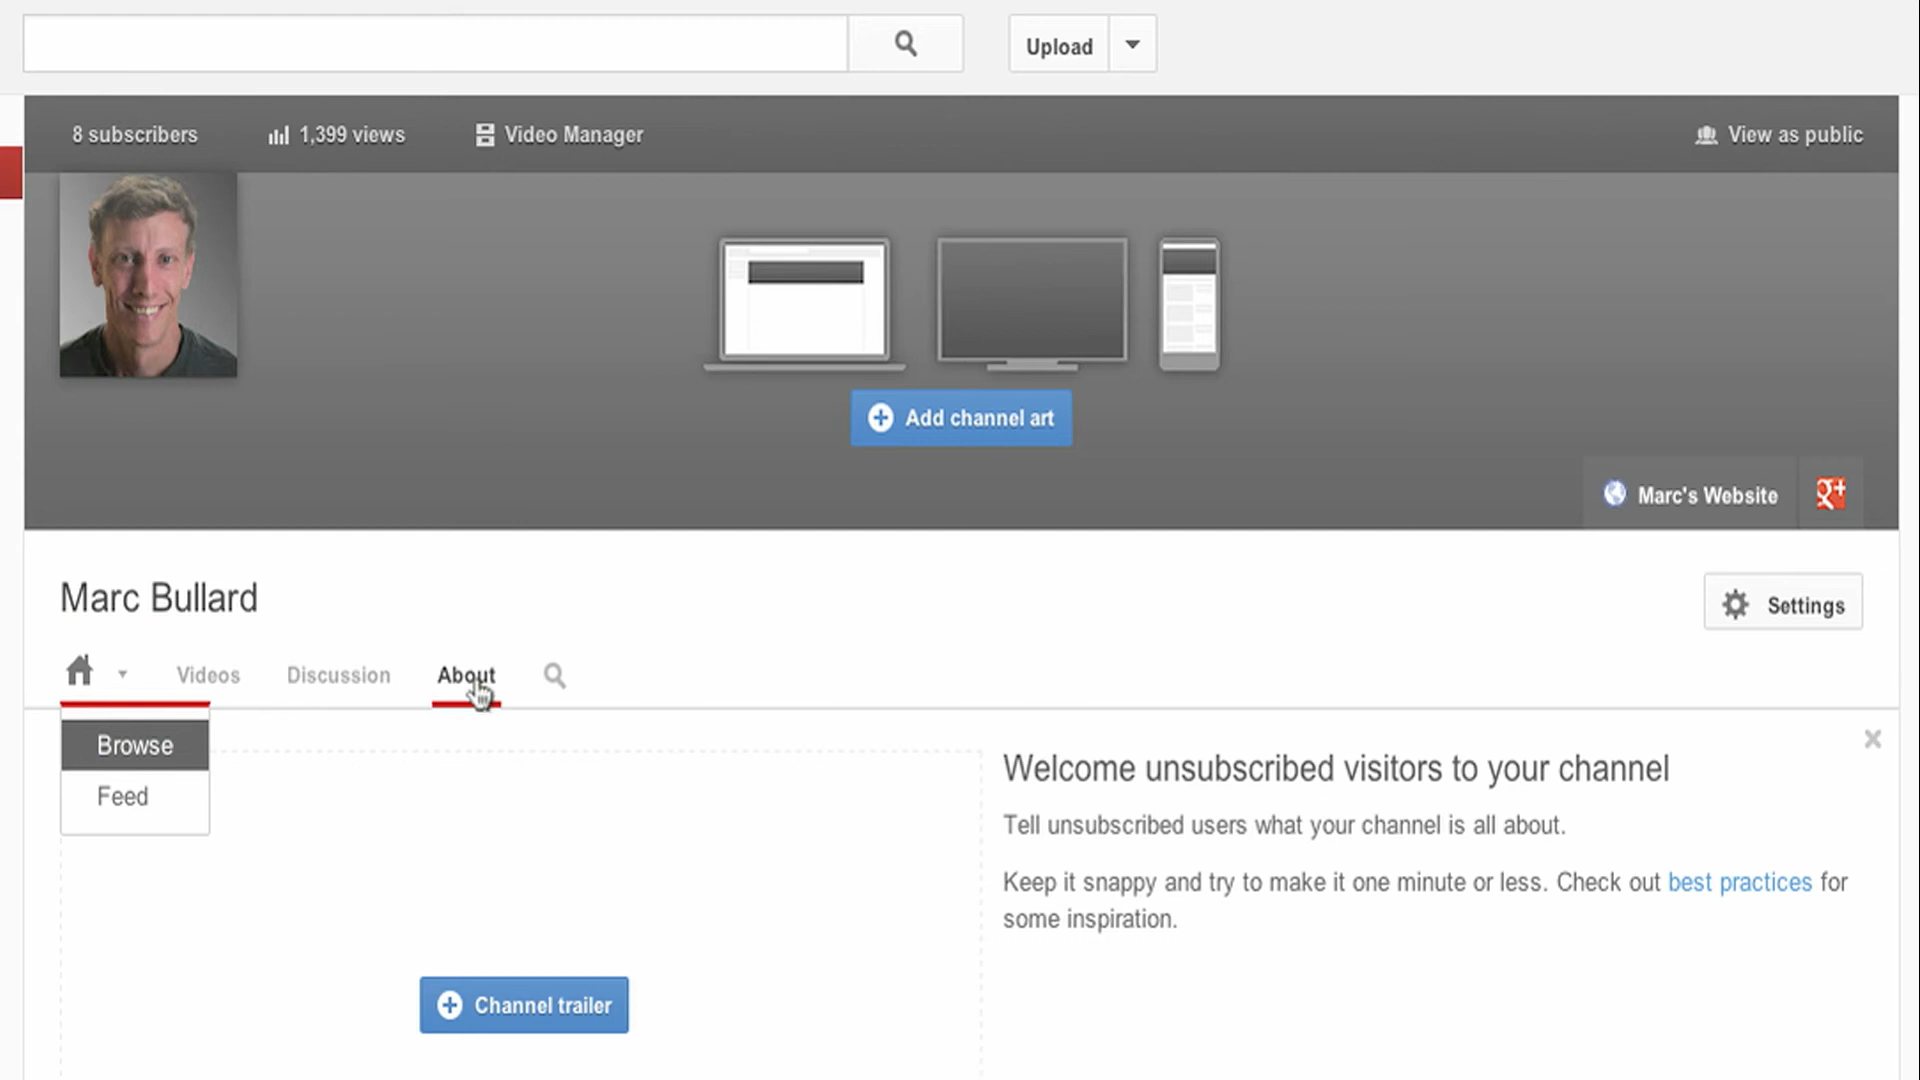 Upload
8 subscribers
1,399 views
Video Manager
View as public
Add channel art
Marc's Website
g+
Marc Bullard
Settings
Videos
Discussion
About
Browse
Feed
Welcome unsubscribed visitors to your channel
Tell unsubscribed users what your channel is all about.
Keep it snappy and try to make it one minute or less. Check out best practices for
some inspiration.
Channel trailer